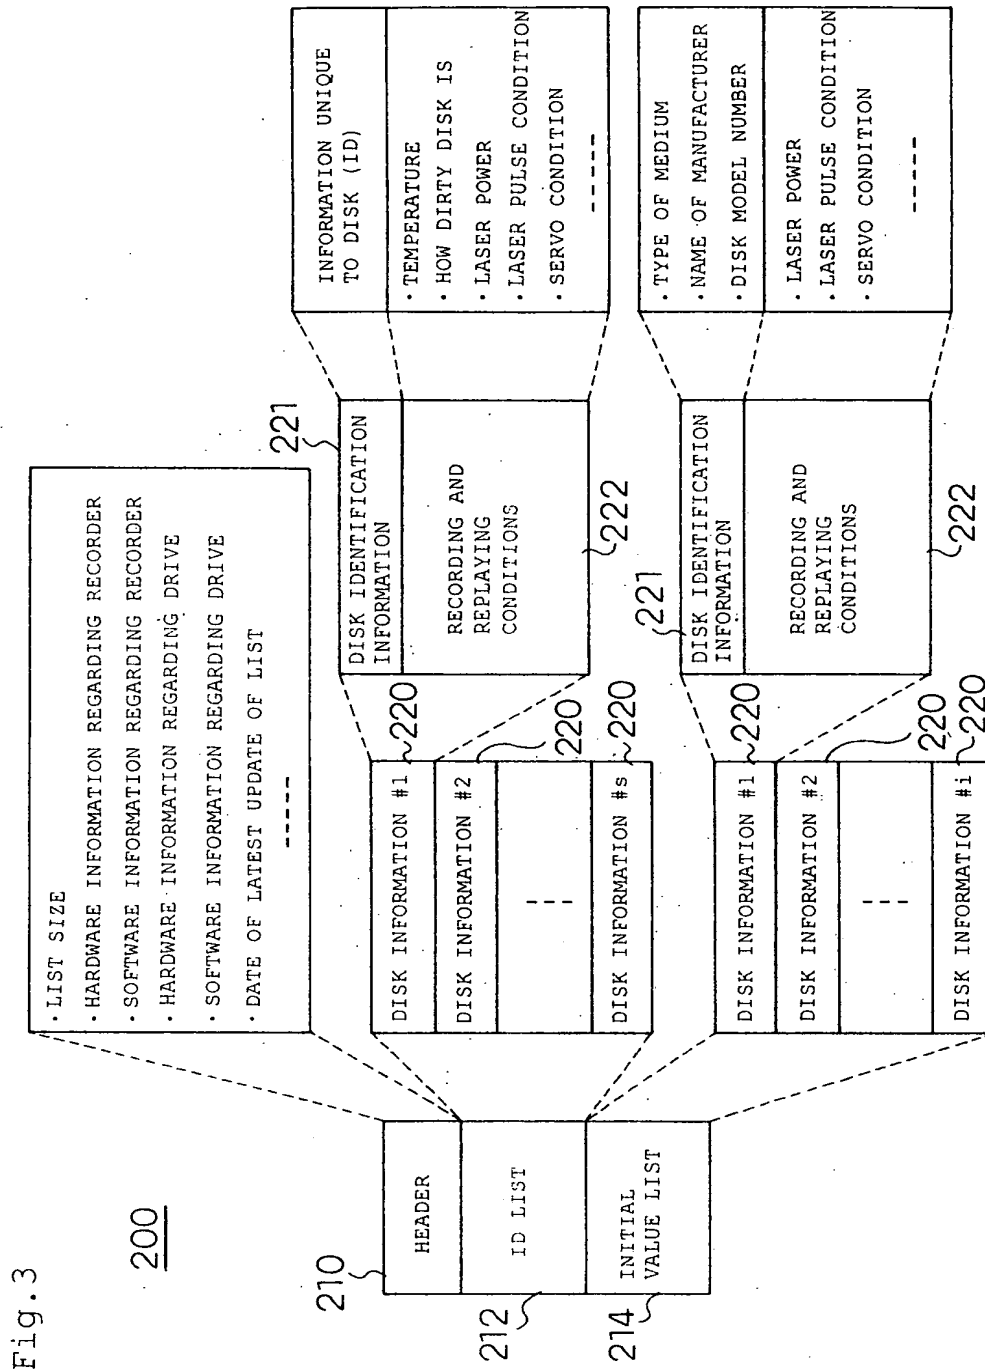 Fig.3
200
210
HEADER
212
ID LIST
214
INITIAL
VALUE LIST
· LIST SIZE
· HARDWARE INFORMATION REGARDING RECORDER
· SOFTWARE INFORMATION REGARDING RECORDER
· HARDWARE INFORMATION REGARDING DRIVE
· SOFTWARE INFORMATION REGARDING DRIVE
· DATE OF LATEST UPDATE OF LIST
-----
DISK INFORMATION #1
220
DISK INFORMATION #2
220
---
DISK INFORMATION #s
220
221
DISK IDENTIFICATION
INFORMATION
RECORDING AND
REPLAYING
CONDITIONS
222
INFORMATION UNIQUE
TO DISK (ID)
· TEMPERATURE
· HOW DIRTY DISK IS
· LASER POWER
· LASER PULSE CONDITION
· SERVO CONDITION
-----
DISK INFORMATION #1
220
DISK INFORMATION #2
220
---
DISK INFORMATION #i
220
221
DISK IDENTIFICATION
INFORMATION
RECORDING AND
REPLAYING
CONDITIONS
222
· TYPE OF MEDIUM
· NAME OF MANUFACTURER
· DISK MODEL NUMBER
· LASER POWER
· LASER PULSE CONDITION
· SERVO CONDITION
-----